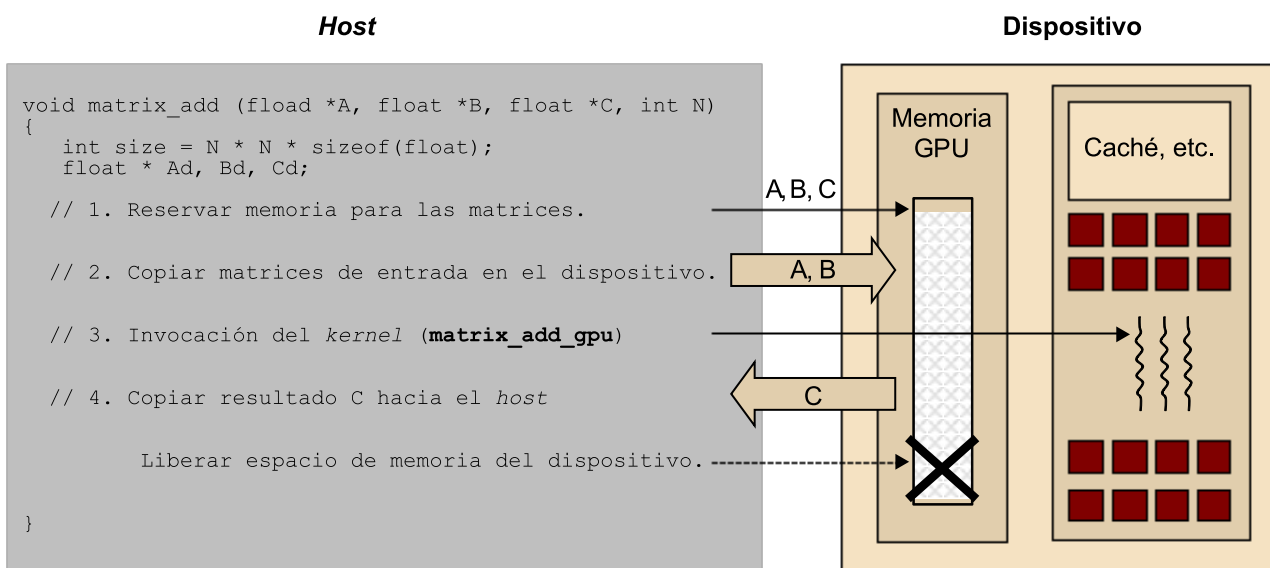 Host
Dispositivo
void matrix_add (fload *A, float *B, float *C, int N)
{
int size = N * N * sizeof(float);
float * Ad, Bd, Cd;
// 1. Reservar memoria para las matrices.
// 2. Copiar matrices de entrada en el dispositivo.
// 3. Invocación del kernel (matrix_add_gpu)
// 4. Copiar resultado C hacia el host
Liberar espacio de memoria del dispositivo.
}
A, B, C
A, B
C
Memoria
GPU
Caché, etc.